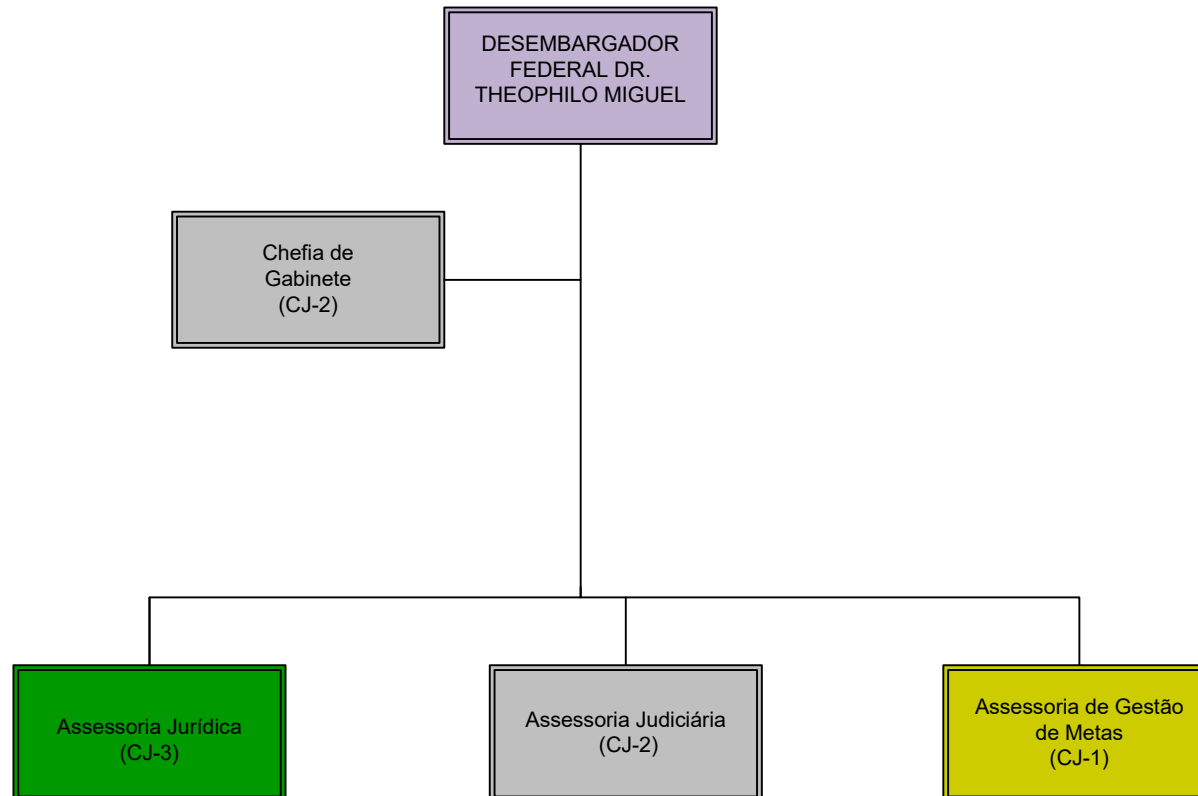 DESEMBARGADOR
FEDERAL DR.
THEOPHILO MIGUEL
Chefia de
Gabinete
(CJ-2)
Assessoria Jurídica
(CJ-3)
Assessoria Judiciária
(CJ-2)
Assessoria de Gestão
de Metas
(CJ-1)